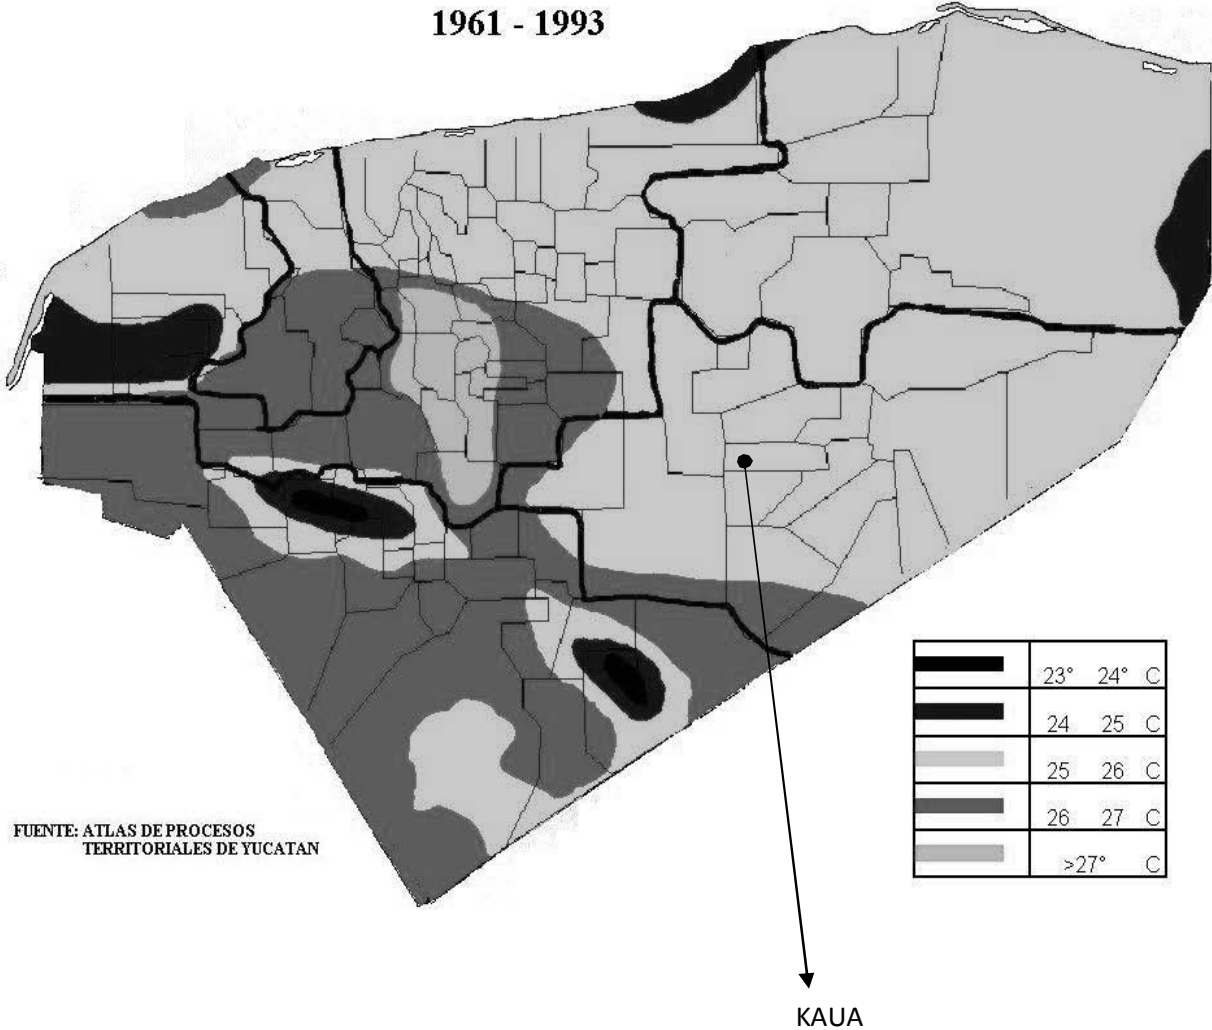 1961 - 1993
23° 24° C
24 25 C
25 26 C
26 27 C
>27° C
FUENTE: ATLAS DE PROCESOS
TERRITORIALES DE YUCATAN
KAUA